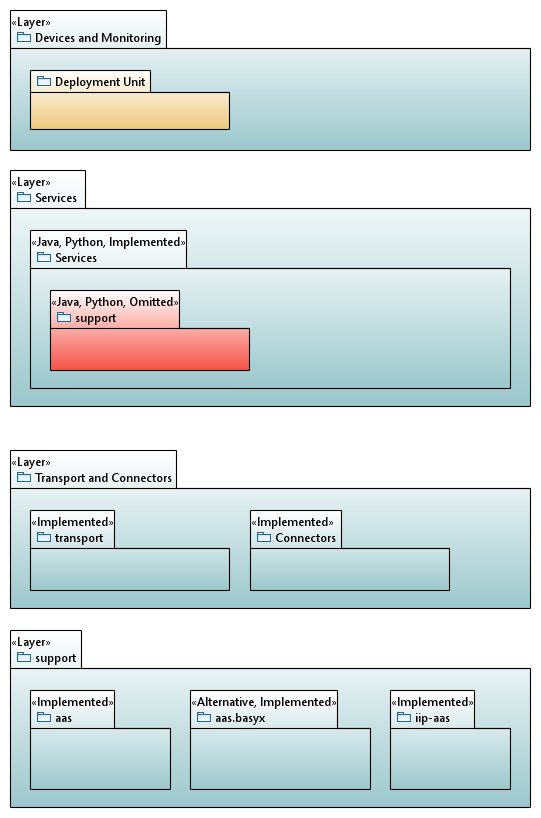 «Layer»
Devices and Monitoring
Deployment Unit
«Layer»
Services
«Java, Python, Implemented»
Services
«Java, Python, Omitted»
support
«Layer»
Transport and Connectors
«Implemented»
transport
«Implemented»
Connectors
«Layer»
support
«Implemented»
aas
«Alternative, Implemented»
aas.basyx
«Implemented»
iip-aas